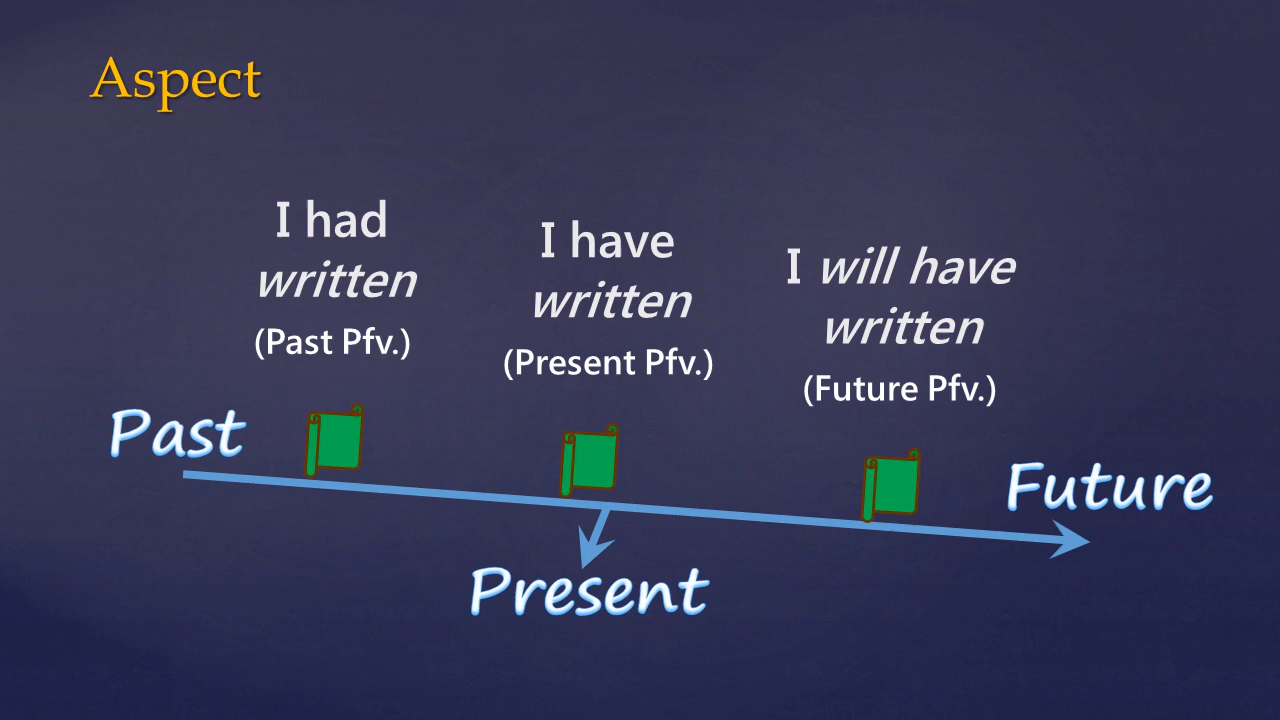 Aspect
I had
written
(Past Pfv.)
I have
written
(Present Pfv.)
I will have
written
(Future Pfv.)
Past
Future
Present